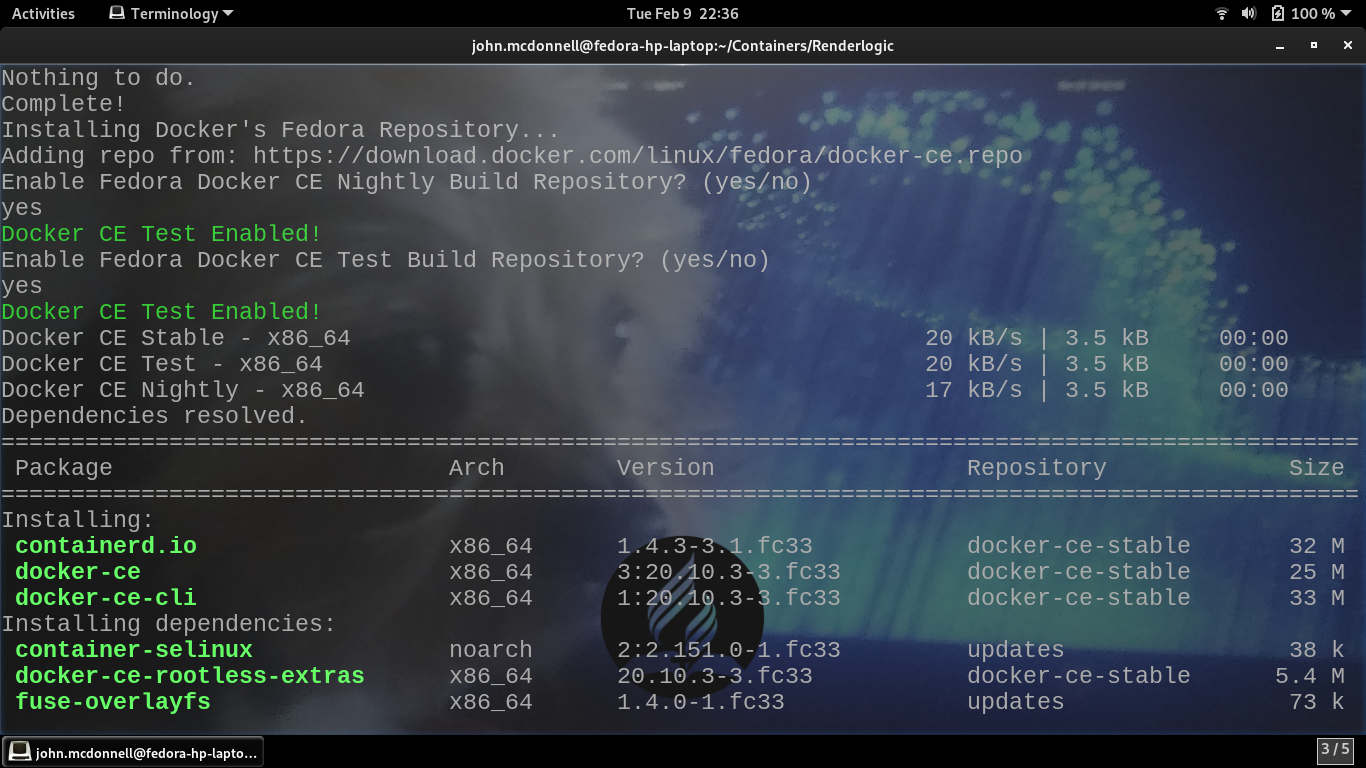 Activities Terminology Tue Feb 9 22:36 100 %
john.mcdonnell@fedora-hp-laptop:~/Containers/Renderlogic
Nothing to do.
Complete!
Installing Docker's Fedora Repository...
Adding repo from: https://download.docker.com/linux/fedora/docker-ce.repo
Enable Fedora Docker CE Nightly Build Repository? (yes/no)
yes
Docker CE Test Enabled!
Enable Fedora Docker CE Test Build Repository? (yes/no)
yes
Docker CE Test Enabled!
Docker CE Stable - x86_64 20 kB/s | 3.5 kB 00:00
Docker CE Test - x86_64 20 kB/s | 3.5 kB 00:00
Docker CE Nightly - x86_64 17 kB/s | 3.5 kB 00:00
Dependencies resolved.
=================================================================================================
Package Arch Version Repository Size
=================================================================================================
Installing:
containerd.io x86_64 1.4.3-3.1.fc33 docker-ce-stable 32 M
docker-ce x86_64 3:20.10.3-3.fc33 docker-ce-stable 25 M
docker-ce-cli x86_64 1:20.10.3-3.fc33 docker-ce-stable 33 M
Installing dependencies:
container-selinux noarch 2:2.151.0-1.fc33 updates 38 k
docker-ce-rootless-extras x86_64 20.10.3-3.fc33 docker-ce-stable 5.4 M
fuse-overlayfs x86_64 1.4.0-1.fc33 updates 73 k
john.mcdonnell@fedora-hp-lapto... 3 / 5